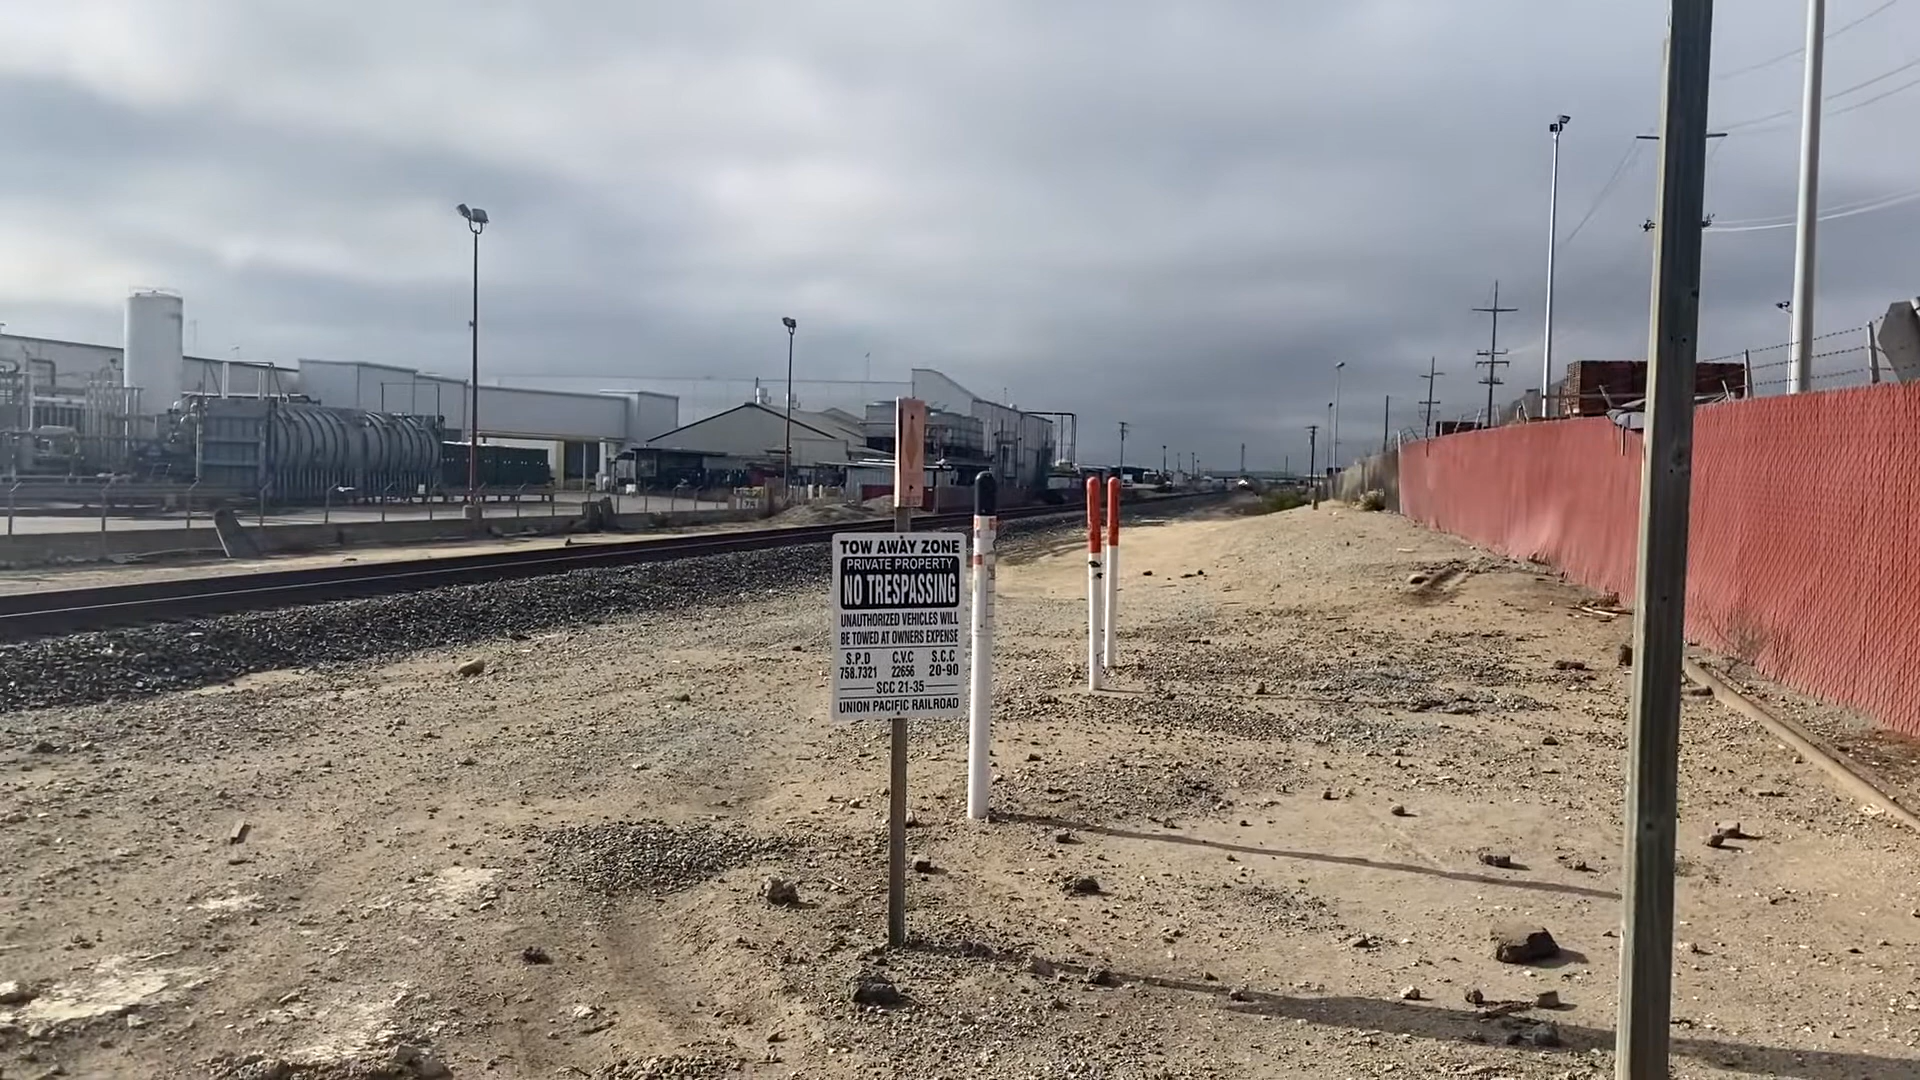 TOW AWAY ZONE
PRIVATE PROPERTY
NO TRESPASSING
UNAUTHORIZED VEHICLES WILL
BE TOWED AT OWNERS EXPENSE
S.P.D C.V.C S.C.C
758.7321 22656 20-90
SCC 21-35
UNION PACIFIC RAILROAD